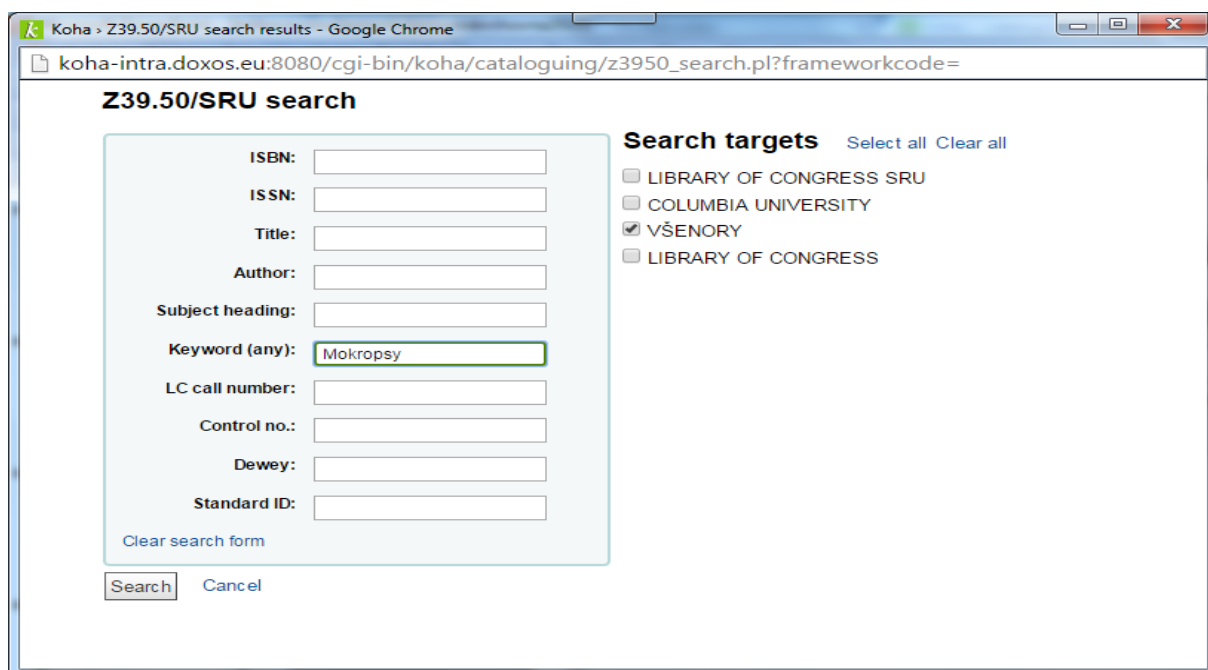 Koha › Z39.50/SRU search results - Google Chrome
koha-intra.doxos.eu:8080/cgi-bin/koha/cataloguing/z3950_search.pl?frameworkcode=
Z39.50/SRU search
ISBN:
ISSN:
Title:
Author:
Subject heading:
Keyword (any): Mokropsy
LC call number:
Control no.:
Dewey:
Standard ID:
Clear search form
Search Cancel
Search targets Select all Clear all
LIBRARY OF CONGRESS SRU
COLUMBIA UNIVERSITY
VŠENORY
LIBRARY OF CONGRESS